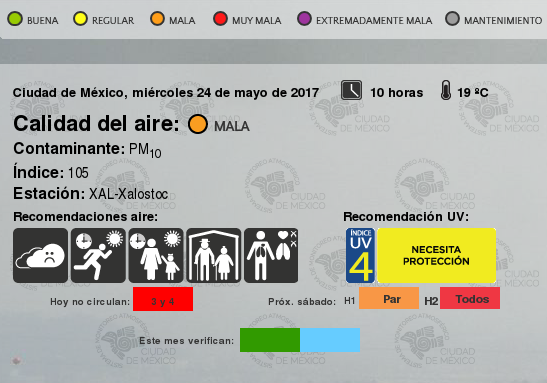 BUENA REGULAR MALA MUY MALA EXTREMADAMENTE MALA MANTENIMIENTO
Ciudad de México, miércoles 24 de mayo de 2017 10 horas 19 ºC
Calidad del aire: MALA
Contaminante: PM10
Índice: 105
Estación: XAL-Xalostoc
Recomendaciones aire: Recomendación UV:
ÍNDICE
UV
4
NECESITA
PROTECCIÓN
Hoy no circulan: 3 y 4 Próx. sábado: H1 Par H2 Todos
Este mes verifican:
CIUDAD
DE MÉXICO